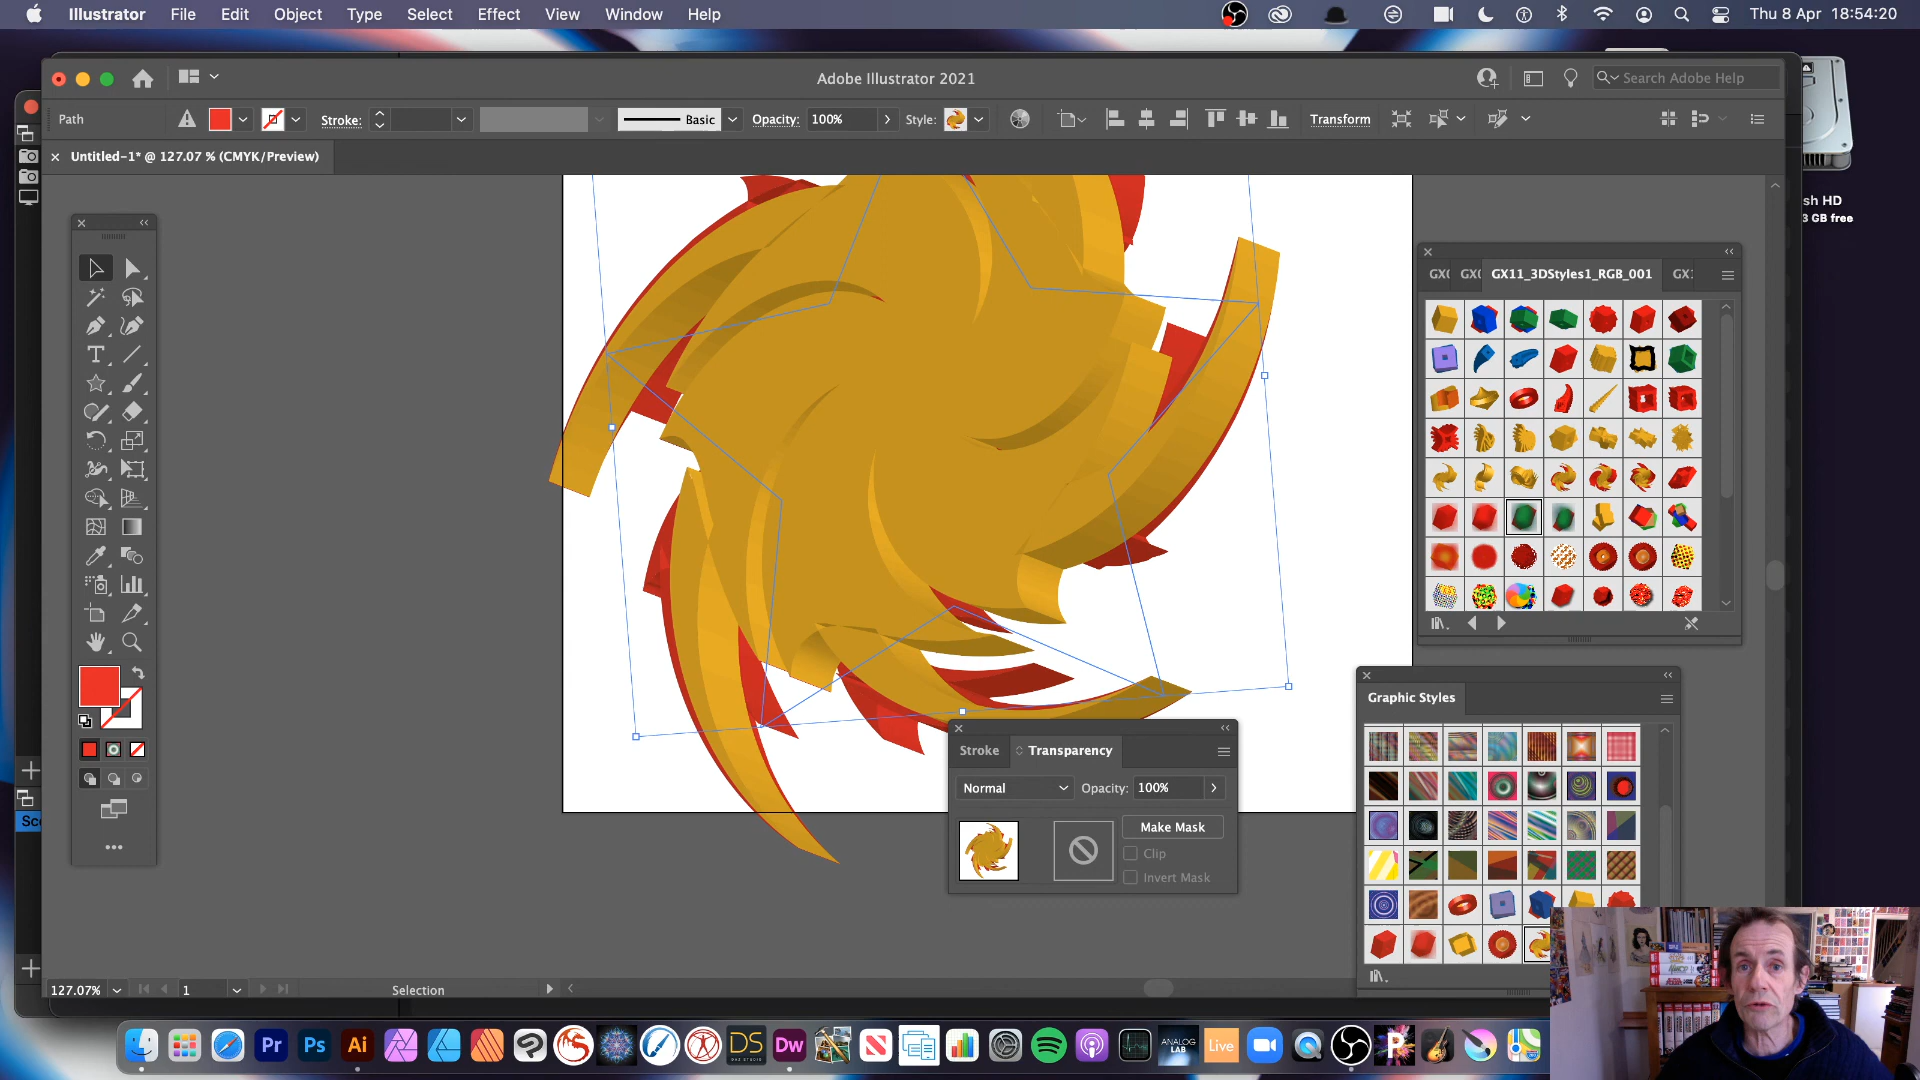 Illustrator File Edit Object Type Select Effect View Window Help
Thu 8 Apr 18:54:20
Adobe Illustrator 2021
Search Adobe Help
Path
Stroke:
Basic
Opacity: 100%
Style:
Transform
× Untitled-1* @ 127.07 % (CMYK/Preview)
sh HD
3 GB free
GX11_3DStyles1_RGB_001
Graphic Styles
Stroke
Transparency
Normal
Opacity: 100%
Make Mask
Clip
Invert Mask
127.07%
1
Selection
Pr
Ps
Ai
DS
Dw
ANALOG
LAB
Live
P